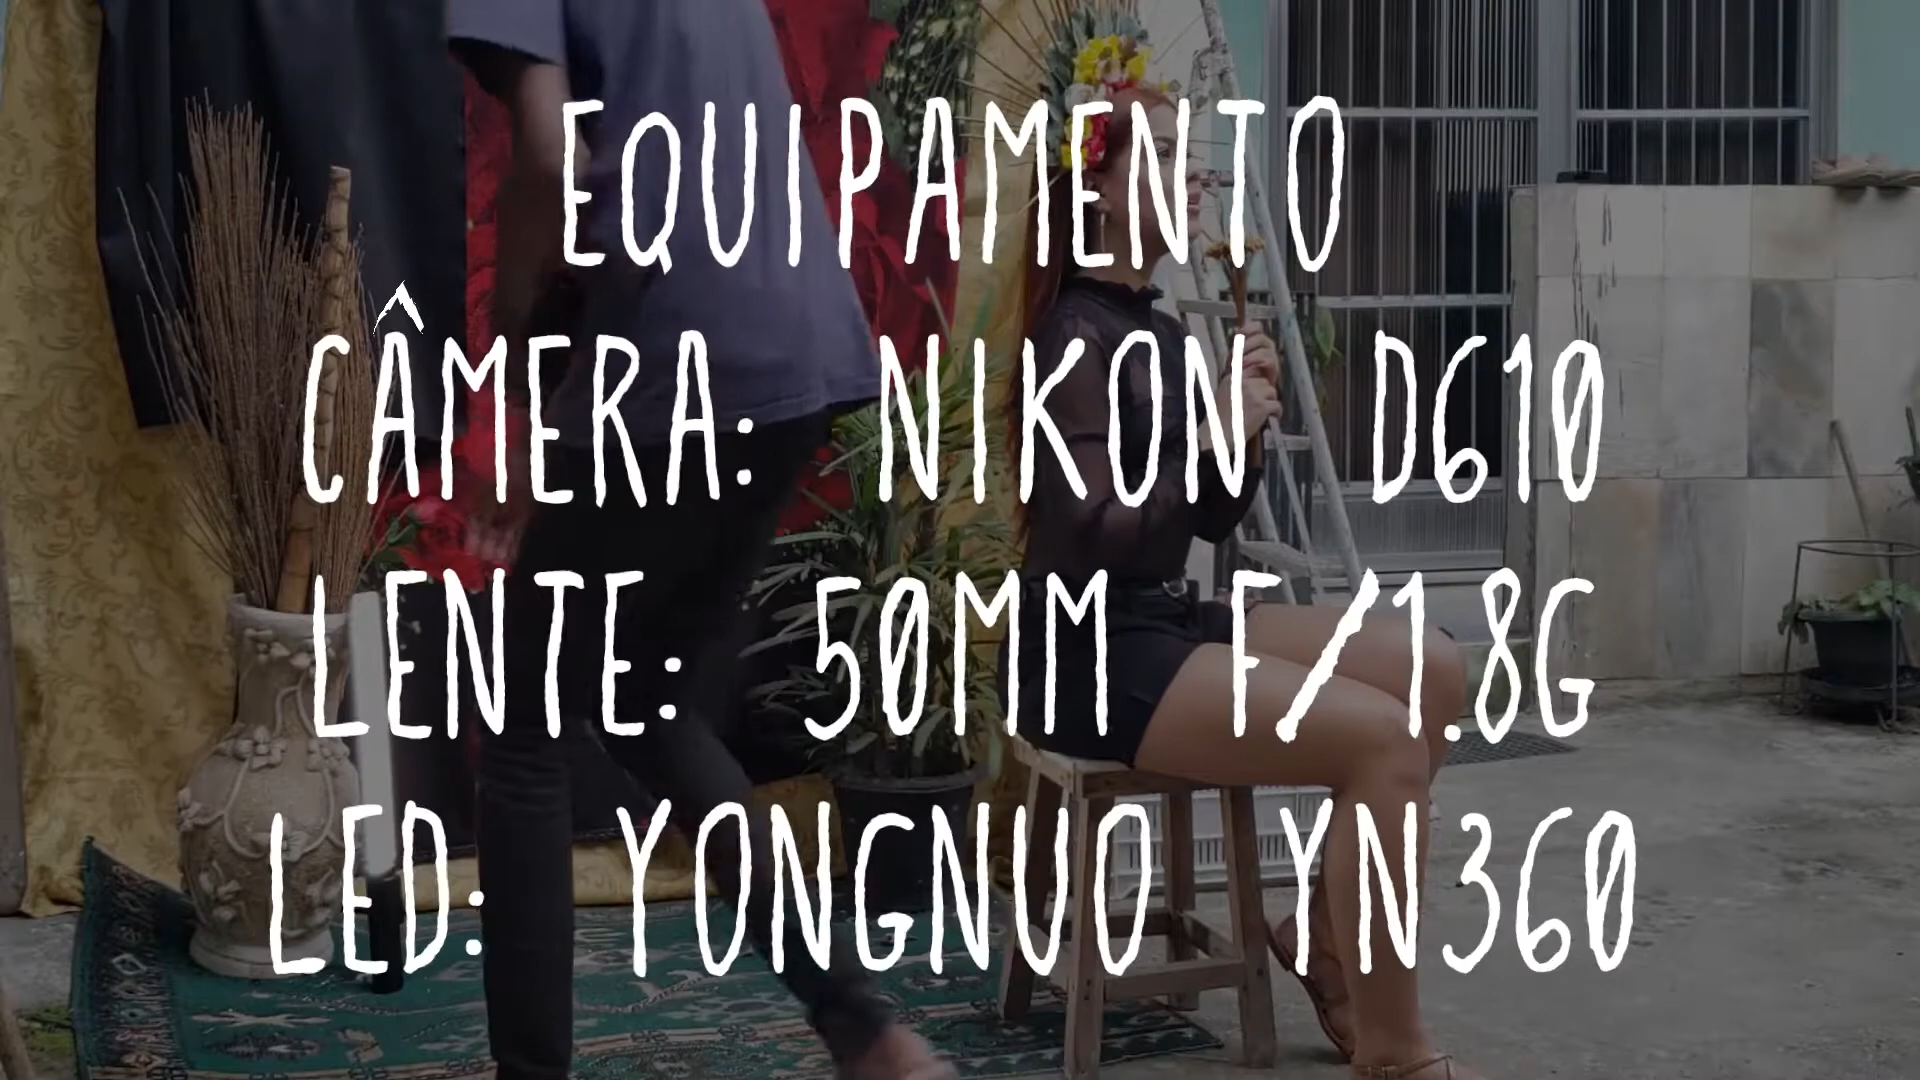 EQUIPAMENTO
CÂMERA: NIKON D610
LENTE: 50MM F/1.8G
LED: YONGNUO YN360